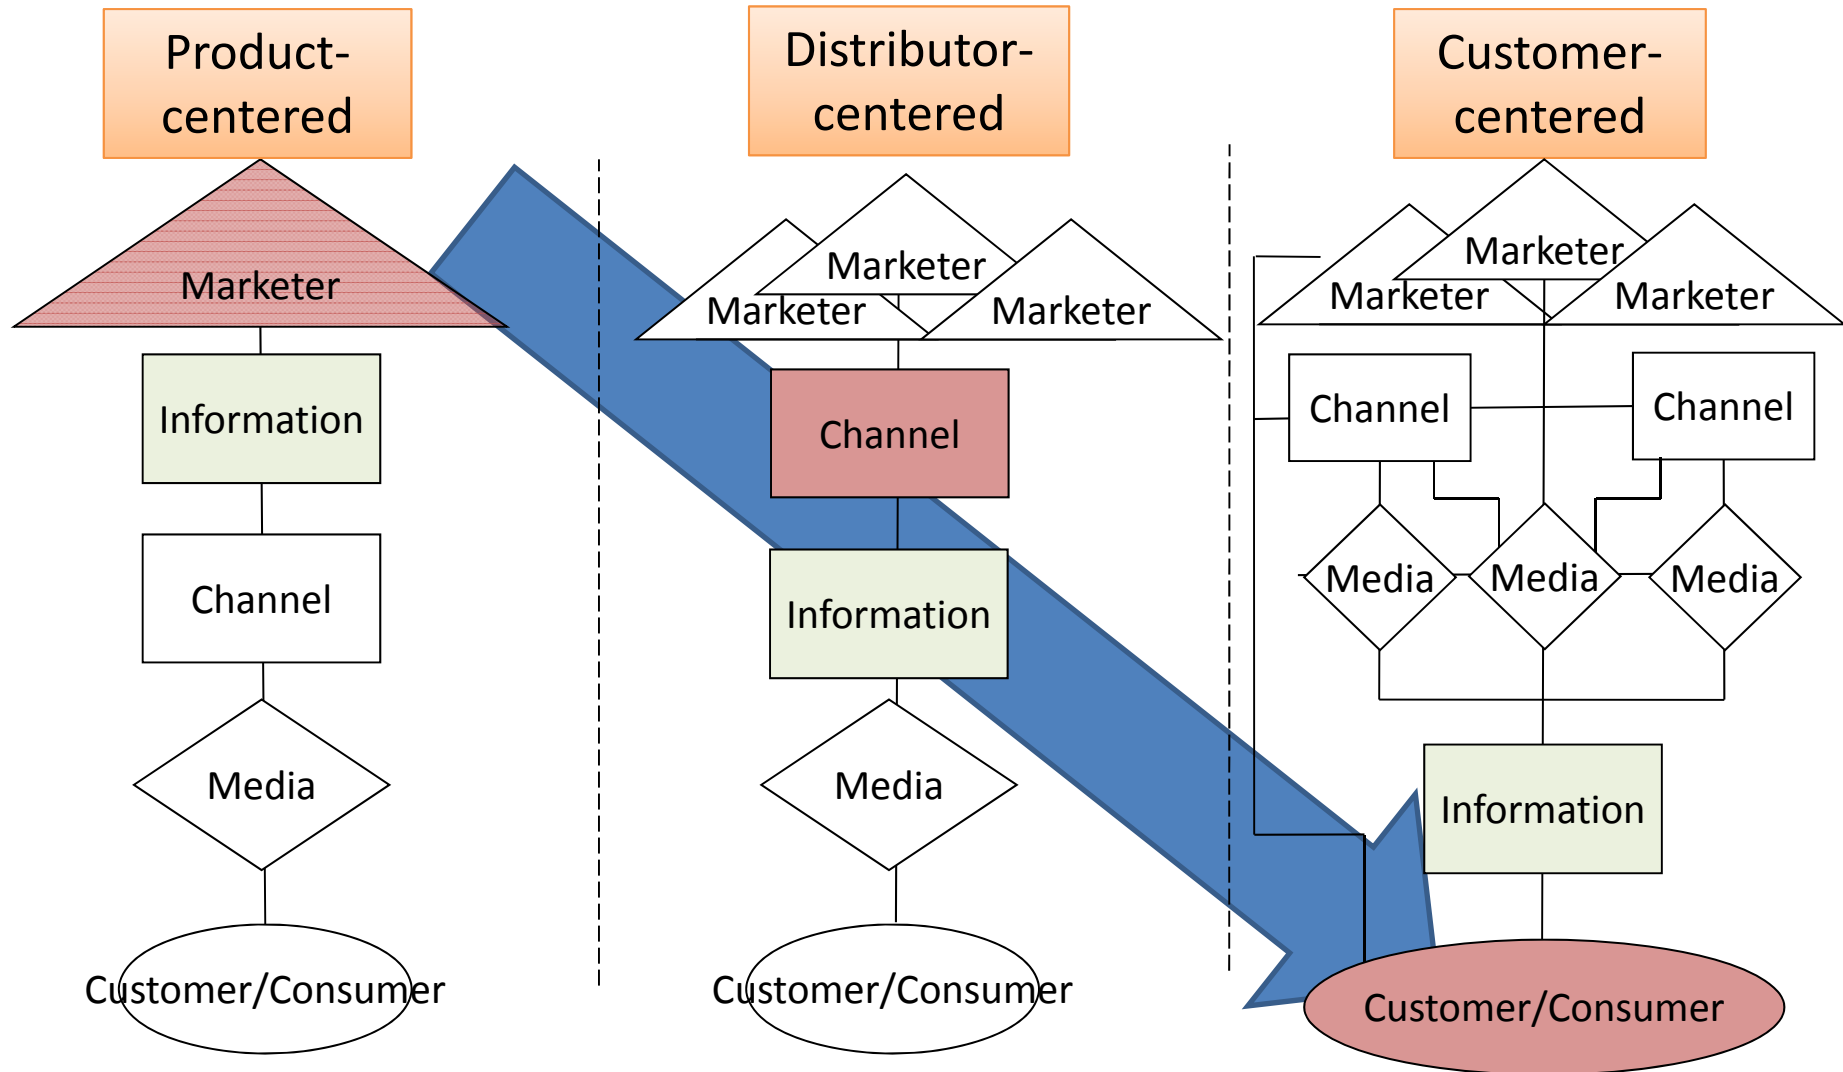 Product-
centered
Marketer
Information
Channel
Media
Customer/Consumer
Distributor-
centered
Marketer
Marketer
Marketer
Channel
Information
Media
Customer/Consumer
Customer-
centered
Marketer
Marketer
Marketer
Channel
Channel
Media
Media
Media
Information
Customer/Consumer